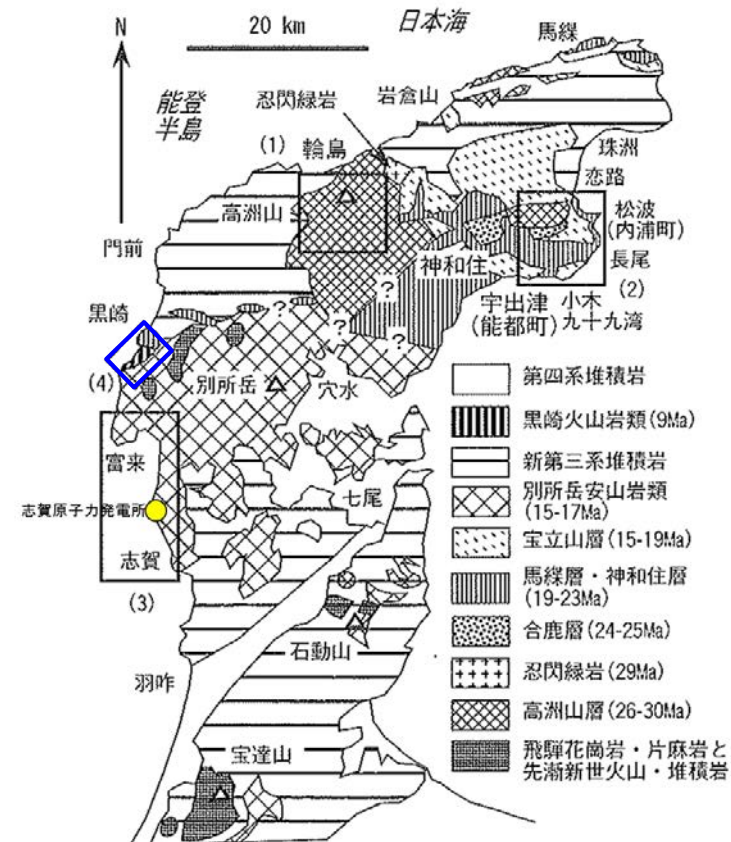 N
20 km
日本海
馬緤
能登
半島
忍閃緑岩
岩倉山
(1)
輪島
珠洲
恋路
高洲山
松波
(内浦町)
門前
神和住
長尾
?
(2)
黒崎
?
?
?
宇出津
(能都町)
小木
九十九湾
(4)
別所岳
穴水
富来
七尾
志賀原子力発電所
志賀
(3)
石動山
羽咋
宝達山
第四系堆積岩
黒崎火山岩類(9Ma)
新第三系堆積岩
別所岳安山岩類
(15-17Ma)
宝立山層(15-19Ma)
馬緤層・神和住層
(19-23Ma)
合鹿層(24-25Ma)
忍閃緑岩(29Ma)
高洲山層(26-30Ma)
飛騨花崗岩・片麻岩と
先漸新世火山・堆積岩